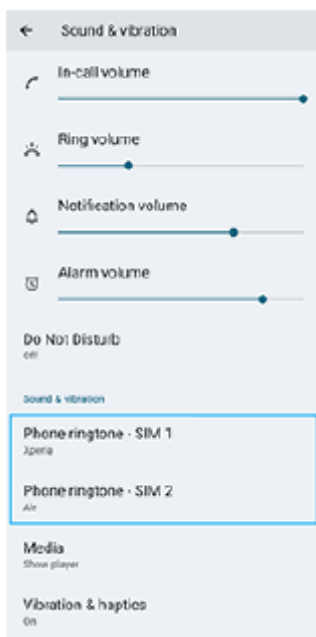 Sound & vibration
In-call volume
Ring volume
Notification volume
Alarm volume
Do Not Disturb
Off
Sound & vibration
Phone ringtone - SIM 1
Xperia
Phone ringtone - SIM 2
Air
Media
Show player
Vibration & haptics
On